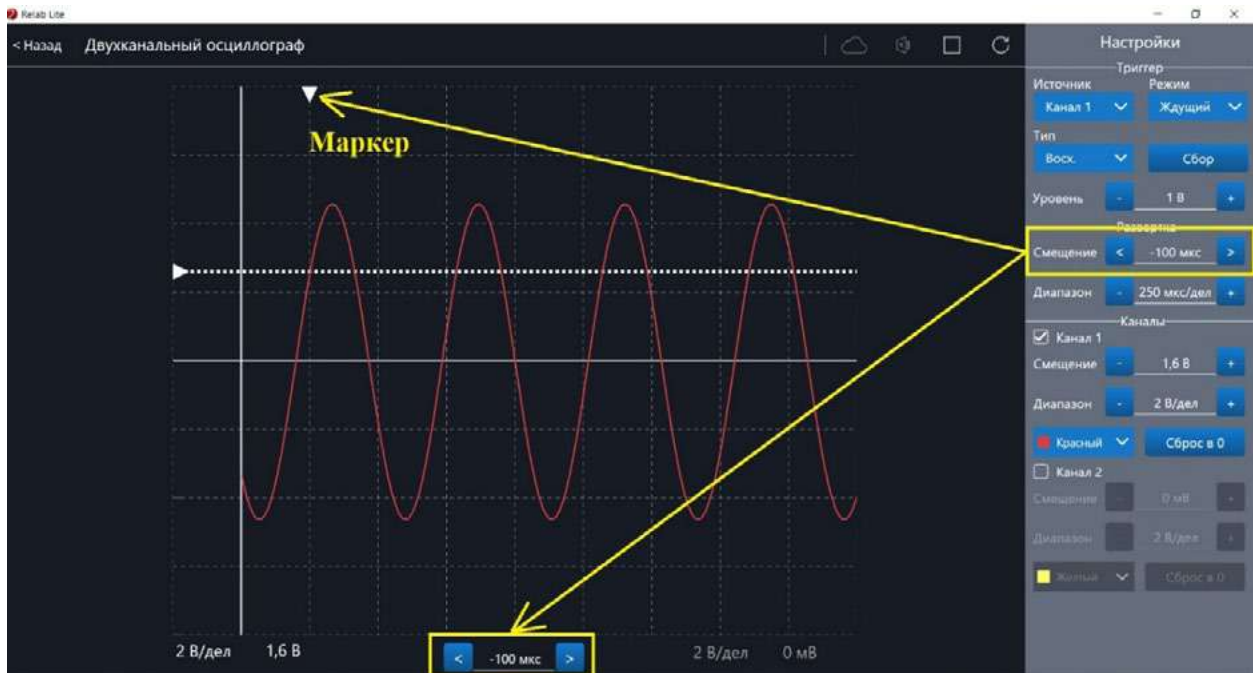 Relab Lite
< Назад Двухканальный осциллограф
Маркер
2 В/дел 1,6 В
< -100 мкс >
2 В/дел 0 мВ
Настройки
Триггер
Источник Режим
Канал 1 Ждущий
Тип
Восх. Сбор
Уровень - 1 В +
Развертка
Смещение < -100 мкс >
Диапазон - 250 мкс/дел +
Каналы
Канал 1
Смещение - 1,6 В +
Диапазон - 2 В/дел +
Красный Сброс в 0
Канал 2
Смещение - 0 мВ +
Диапазон - 2 В/дел +
Желтый Сброс в 0